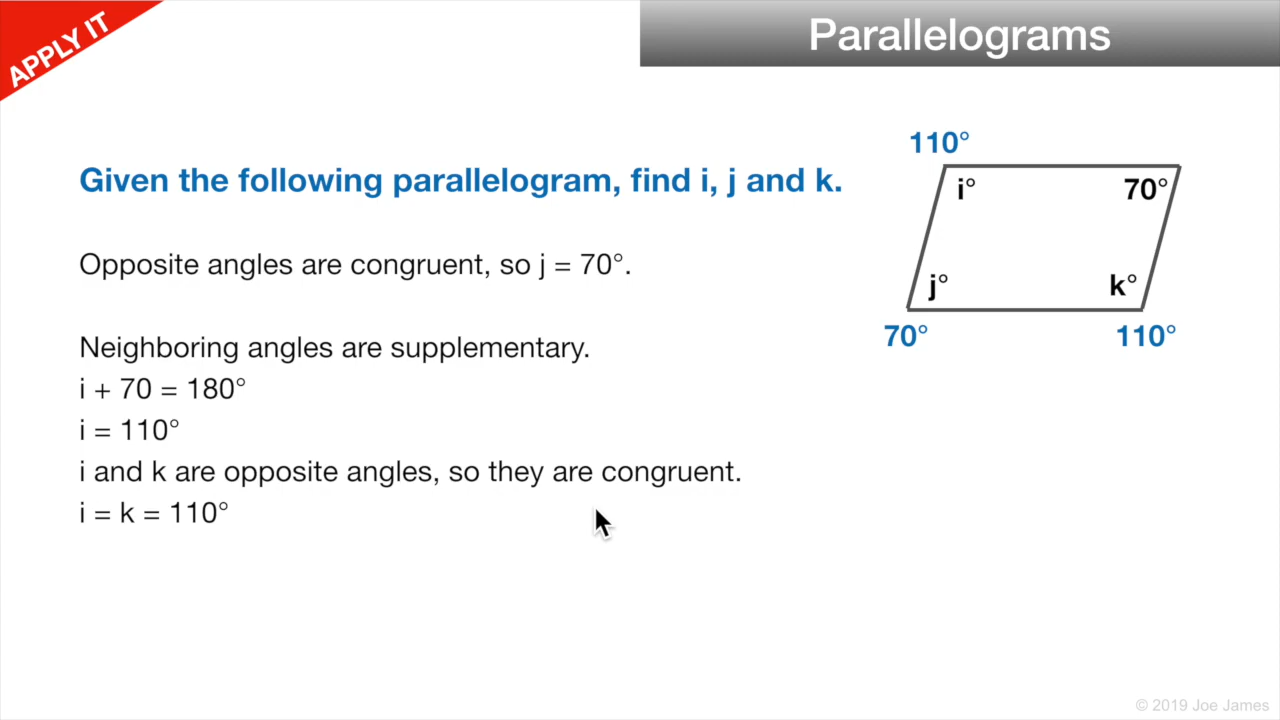 APPLY IT
Parallelograms
Given the following parallelogram, find i, j and k.
Opposite angles are congruent, so j = 70°.
Neighboring angles are supplementary.
i + 70 = 180°
i = 110°
i and k are opposite angles, so they are congruent.
i = k = 110°
110°
i° 70°
j° k°
70° 110°
© 2019 Joe James